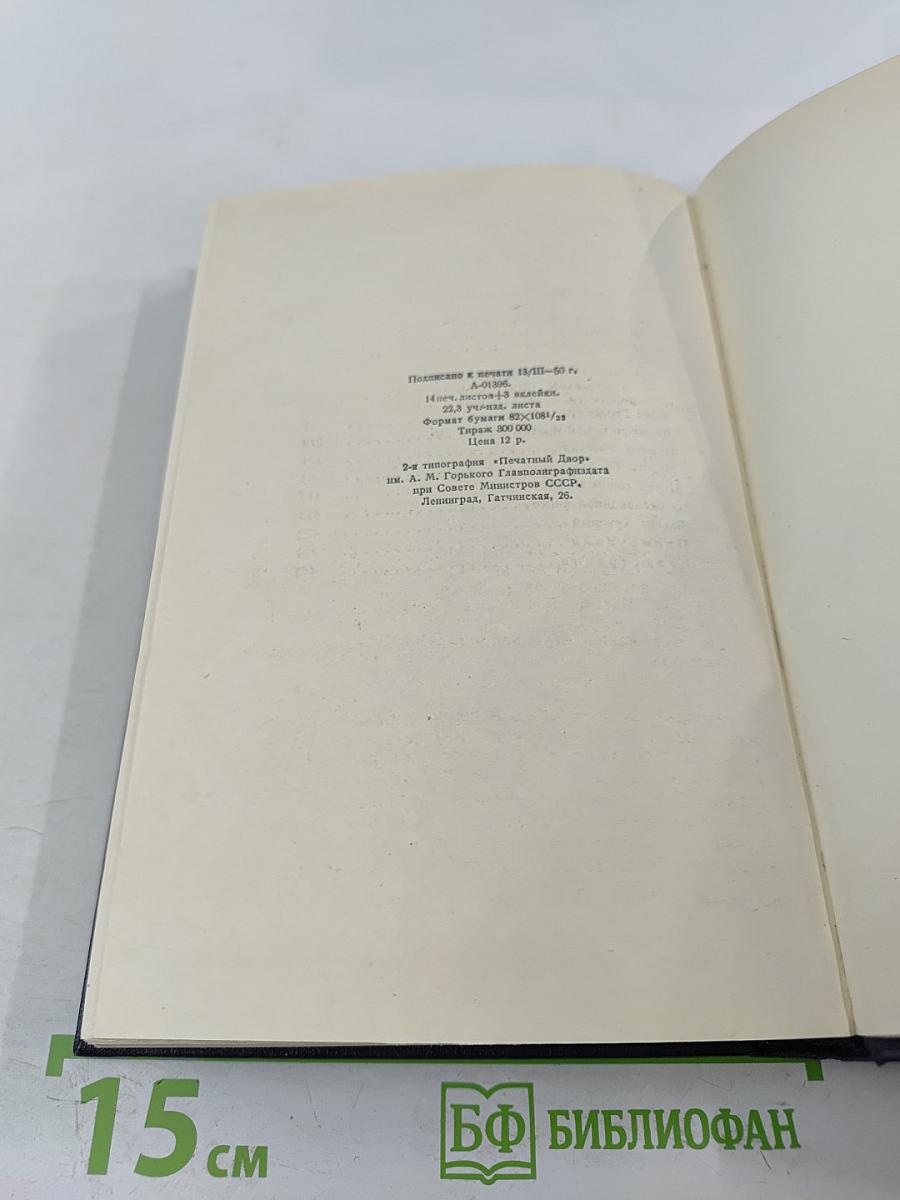 Подписано к печати 13/III—50 г.
А-01396.
14 печ. листов+3 вклейки.
22,3 уч.-изд. листа
Формат бумаги 82×108¹/₃₂
Тираж 300 000
Цена 12 р.
2-я типография «Печатный Двор»
им. А. М. Горького Главполиграфиздата
при Совете Министров СССР.
Ленинград, Гатчинская, 26.
15 см
БФ БИБЛИОФАН